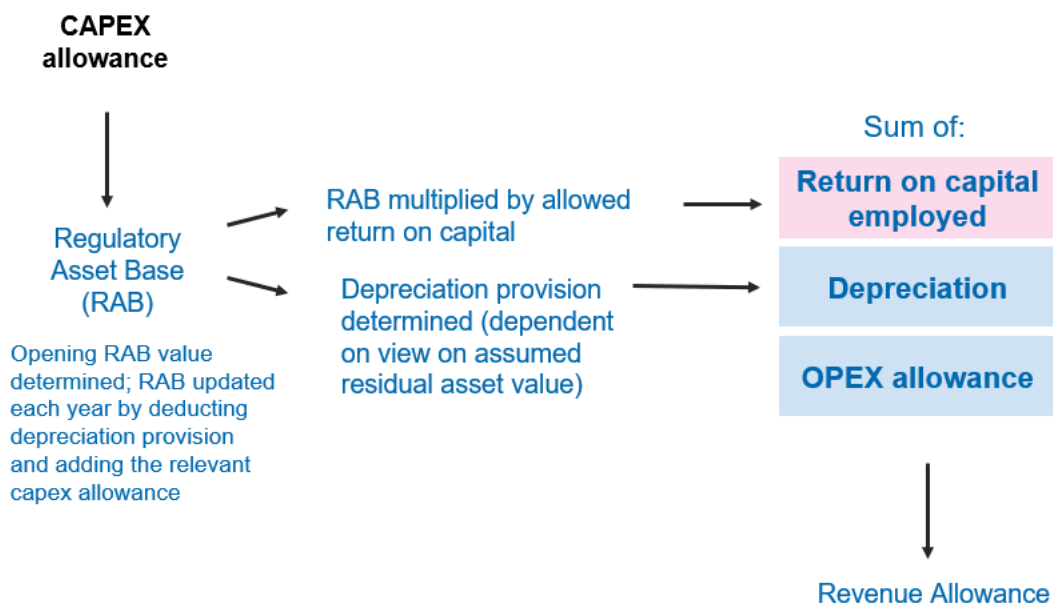 CAPEX
allowance
Regulatory
Asset Base
(RAB)
Opening RAB value
determined; RAB updated
each year by deducting
depreciation provision
and adding the relevant
capex allowance
RAB multiplied by allowed
return on capital
Depreciation provision
determined (dependent
on view on assumed
residual asset value)
Sum of:
Return on capital
employed
Depreciation
OPEX allowance
Revenue Allowance